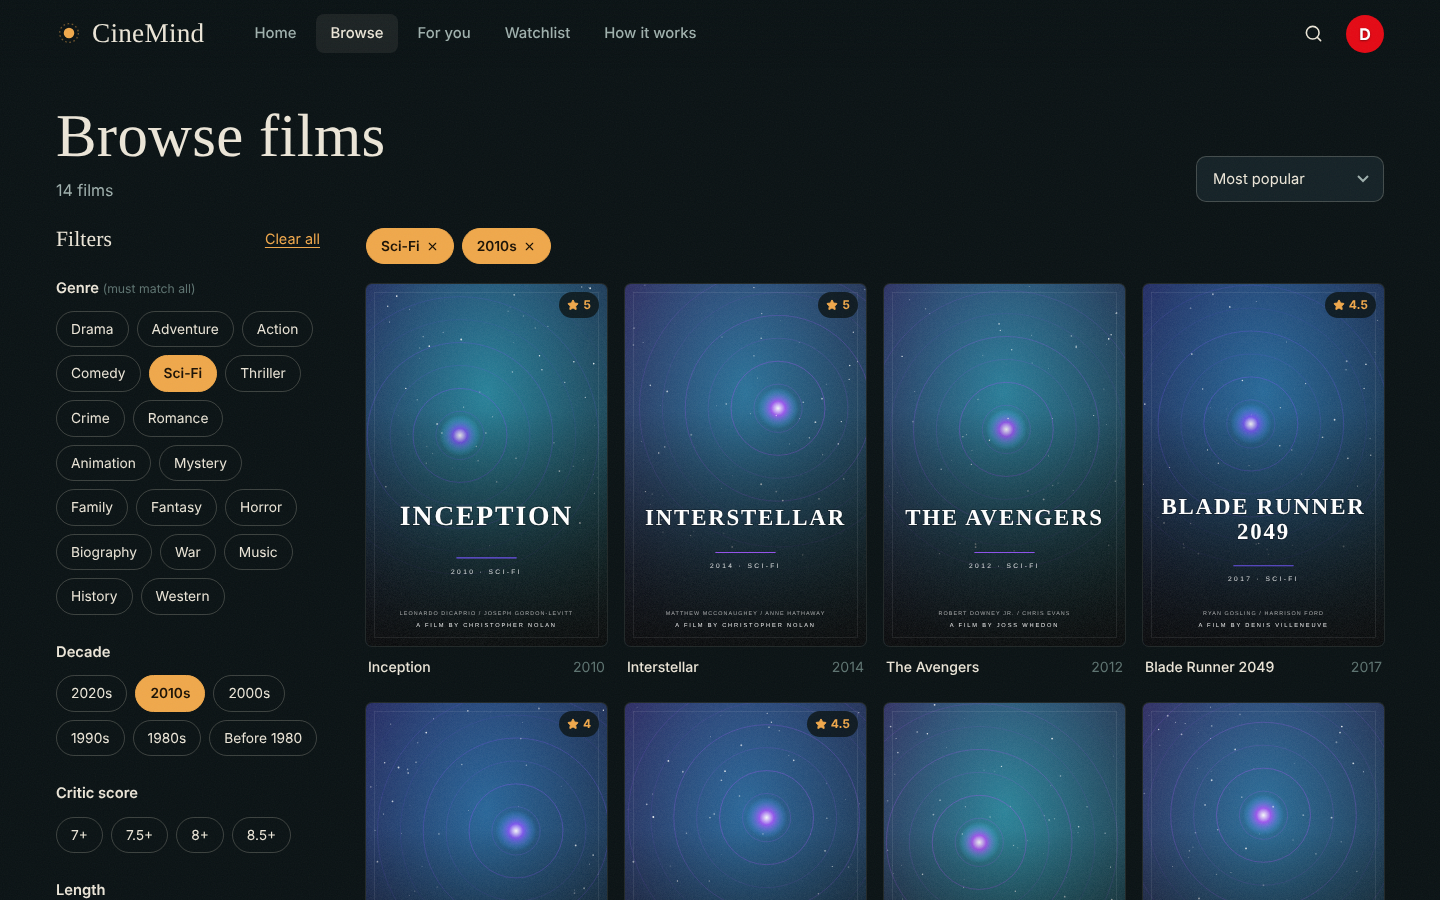 CineMind
Home
Browse
For you
Watchlist
How it works
D
Browse films
14 films
Most popular
Filters
Clear all
Sci-Fi ×
2010s ×
Genre (must match all)
Drama
Adventure
Action
Comedy
Sci-Fi
Thriller
Crime
Romance
Animation
Mystery
Family
Fantasy
Horror
Biography
War
Music
History
Western
Decade
2020s
2010s
2000s
1990s
1980s
Before 1980
Critic score
7+
7.5+
8+
8.5+
Length
★ 5
INCEPTION
2010 · SCI-FI
LEONARDO DICAPRIO / JOSEPH GORDON-LEVITT
A FILM BY CHRISTOPHER NOLAN
Inception
2010
★ 5
INTERSTELLAR
2014 · SCI-FI
MATTHEW MCCONAUGHEY / ANNE HATHAWAY
A FILM BY CHRISTOPHER NOLAN
Interstellar
2014
THE AVENGERS
2012 · SCI-FI
ROBERT DOWNEY JR. / CHRIS EVANS
A FILM BY JOSS WHEDON
The Avengers
2012
★ 4.5
BLADE RUNNER
2049
2017 · SCI-FI
RYAN GOSLING / HARRISON FORD
A FILM BY DENIS VILLENEUVE
Blade Runner 2049
2017
★ 4
★ 4.5